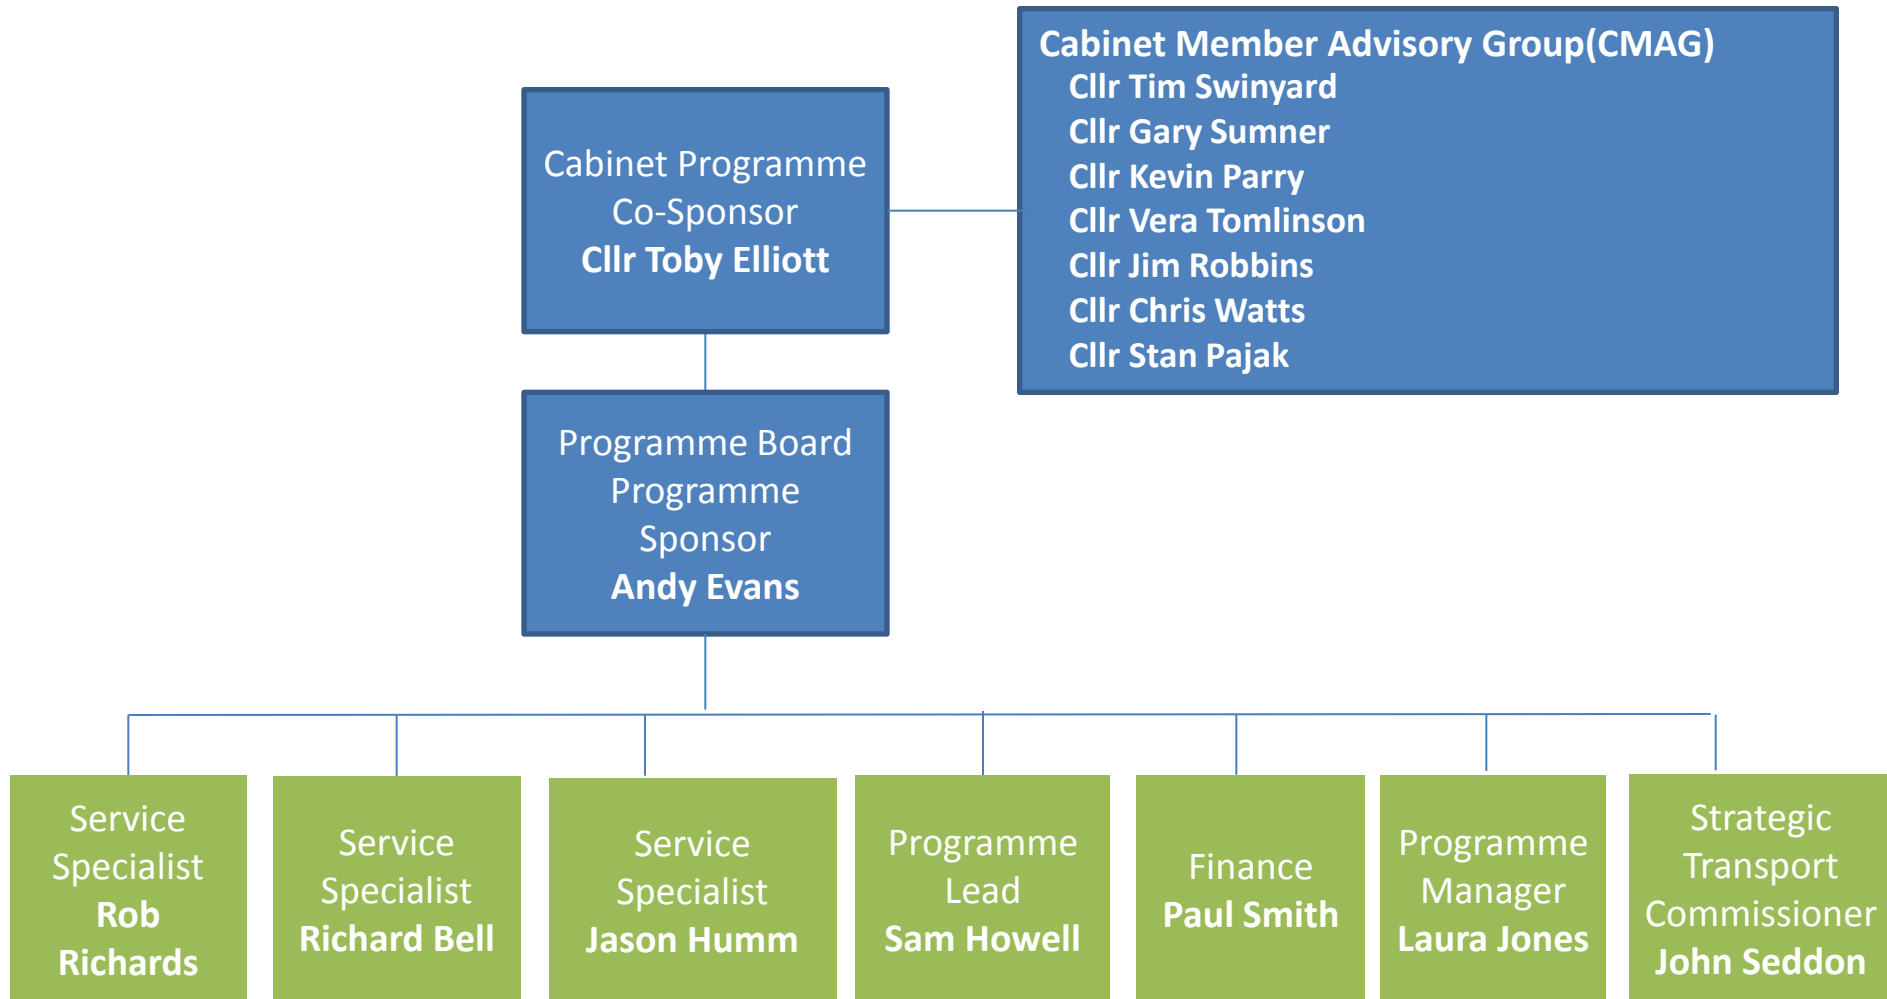 Cabinet Member Advisory Group(CMAG)
Cllr Tim Swinyard
Cllr Gary Sumner
Cllr Kevin Parry
Cllr Vera Tomlinson
Cllr Jim Robbins
Cllr Chris Watts
Cllr Stan Pajak
Cabinet Programme
Co-Sponsor
Cllr Toby Elliott
Programme Board
Programme
Sponsor
Andy Evans
Service
Specialist
Rob
Richards
Service
Specialist
Richard Bell
Service
Specialist
Jason Humm
Programme
Lead
Sam Howell
Finance
Paul Smith
Programme
Manager
Laura Jones
Strategic
Transport
Commissioner
John Seddon